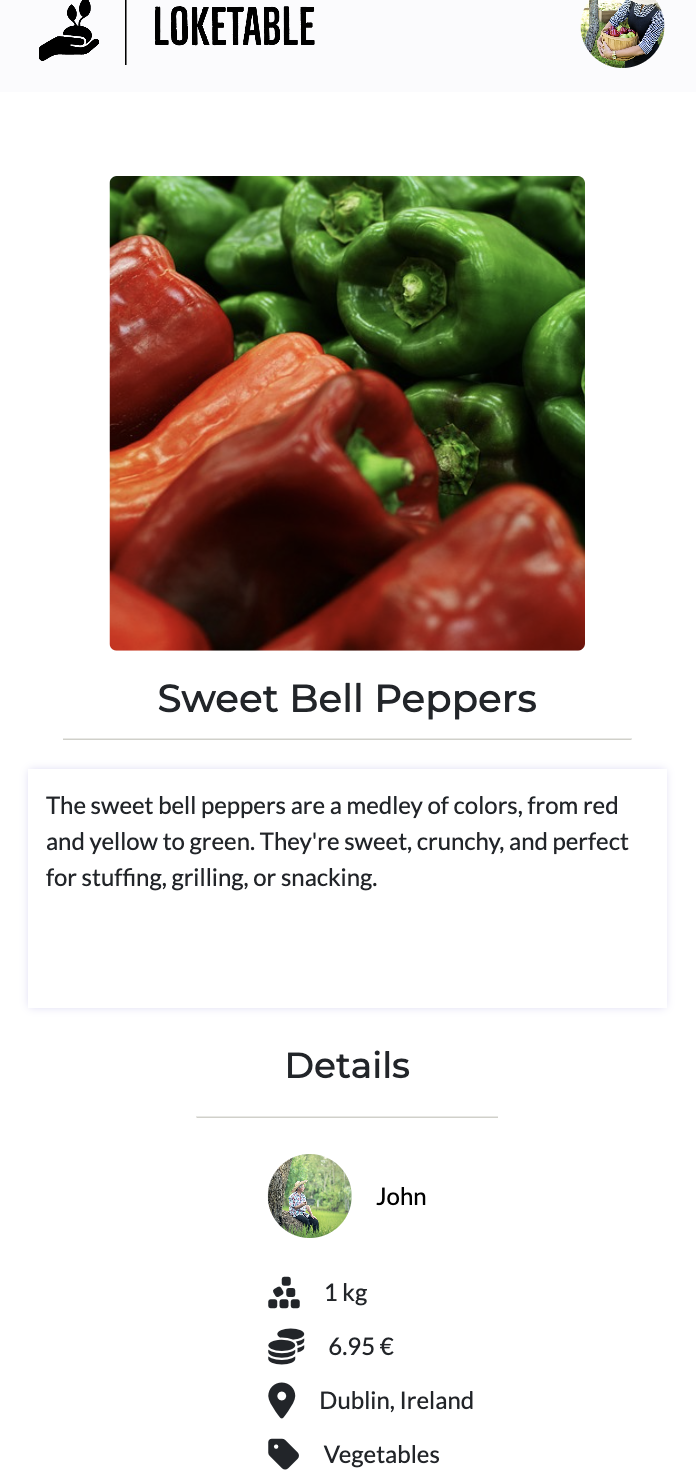 LOKETABLE
Sweet Bell Peppers
The sweet bell peppers are a medley of colors, from red
and yellow to green. They're sweet, crunchy, and perfect
for stuffing, grilling, or snacking.
Details
John
1 kg
6.95 €
Dublin, Ireland
Vegetables